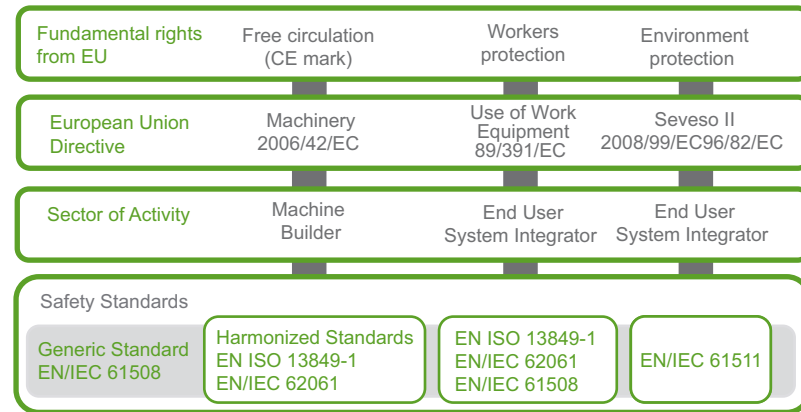 Fundamental rights
from EU
Free circulation
(CE mark)
Workers
protection
Environment
protection
European Union
Directive
Machinery
2006/42/EC
Use of Work
Equipment
89/391/EC
Seveso II
2008/99/EC96/82/EC
Sector of Activity
Machine
Builder
End User
System Integrator
End User
System Integrator
Safety Standards
Generic Standard
EN/IEC 61508
Harmonized Standards
EN ISO 13849-1
EN/IEC 62061
EN ISO 13849-1
EN/IEC 62061
EN/IEC 61508
EN/IEC 61511